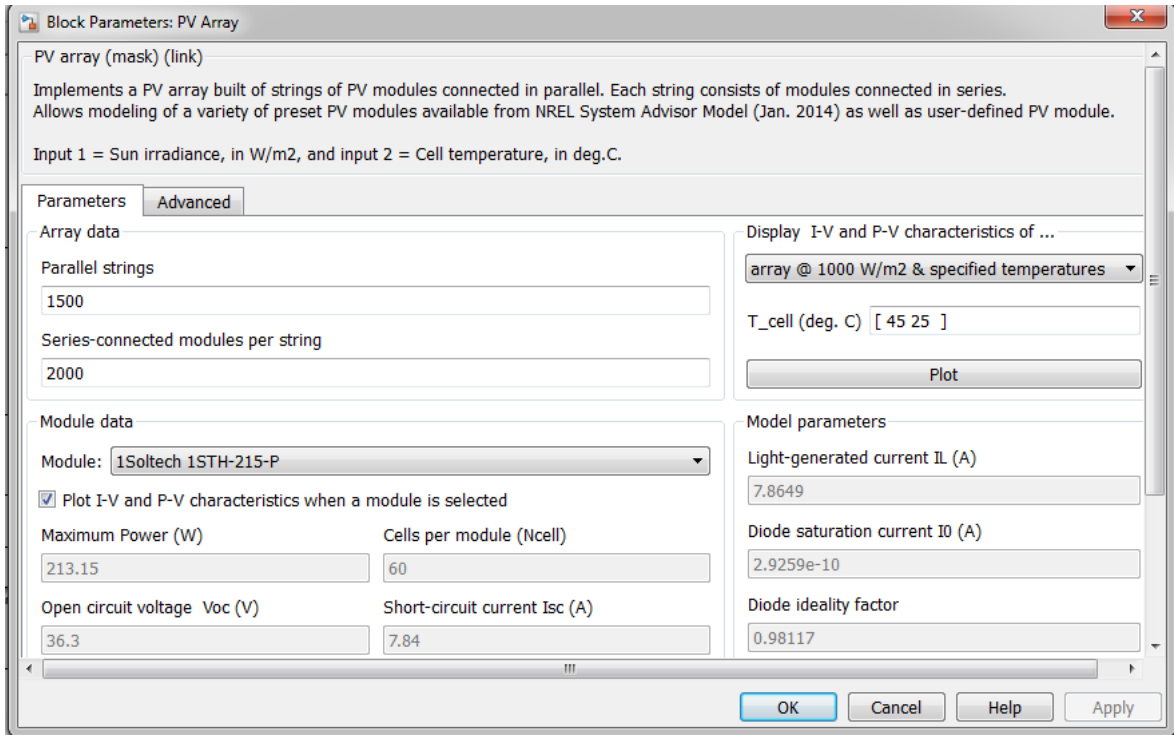 Block Parameters: PV Array
PV array (mask) (link)
Implements a PV array built of strings of PV modules connected in parallel. Each string consists of modules connected in series.
Allows modeling of a variety of preset PV modules available from NREL System Advisor Model (Jan. 2014) as well as user-defined PV module.
Input 1 = Sun irradiance, in W/m2, and input 2 = Cell temperature, in deg.C.
Parameters Advanced
Array data
Parallel strings
1500
Series-connected modules per string
2000
Display I-V and P-V characteristics of ...
array @ 1000 W/m2 & specified temperatures
T_cell (deg. C) [ 45 25 ]
Plot
Module data
Module: 1Soltech 1STH-215-P
Plot I-V and P-V characteristics when a module is selected
Maximum Power (W) Cells per module (Ncell)
213.15 60
Open circuit voltage Voc (V) Short-circuit current Isc (A)
36.3 7.84
Model parameters
Light-generated current IL (A)
7.8649
Diode saturation current I0 (A)
2.9259e-10
Diode ideality factor
0.98117
OK Cancel Help Apply